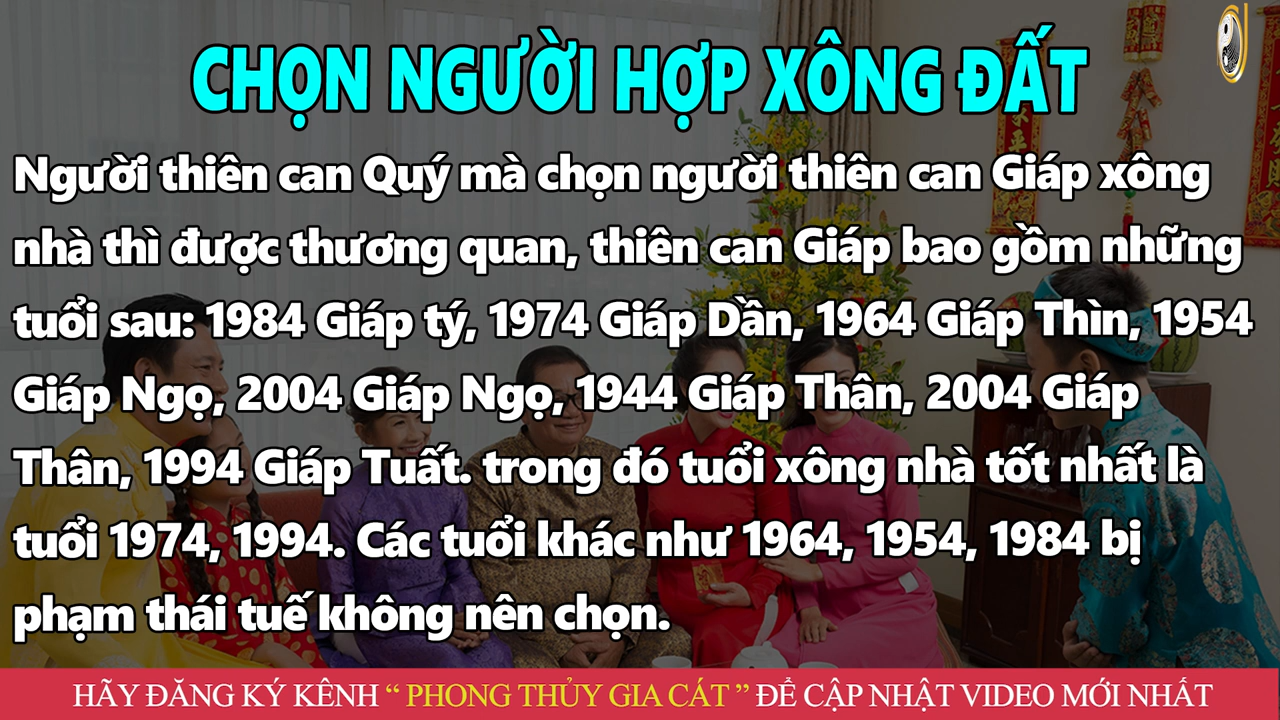 CHỌN NGƯỜI HỢP XÔNG ĐẤT
Người thiên can Quý mà chọn người thiên can Giáp xông
nhà thì được thương quan, thiên can Giáp bao gồm những
tuổi sau: 1984 Giáp tý, 1974 Giáp Dần, 1964 Giáp Thìn, 1954
Giáp Ngọ, 2004 Giáp Ngọ, 1944 Giáp Thân, 2004 Giáp
Thân, 1994 Giáp Tuất. trong đó tuổi xông nhà tốt nhất là
tuổi 1974, 1994. Các tuổi khác như 1964, 1954, 1984 bị
phạm thái tuế không nên chọn.
HÃY ĐĂNG KÝ KÊNH “ PHONG THỦY GIA CÁT ” ĐỂ CẬP NHẬT VIDEO MỚI NHẤT